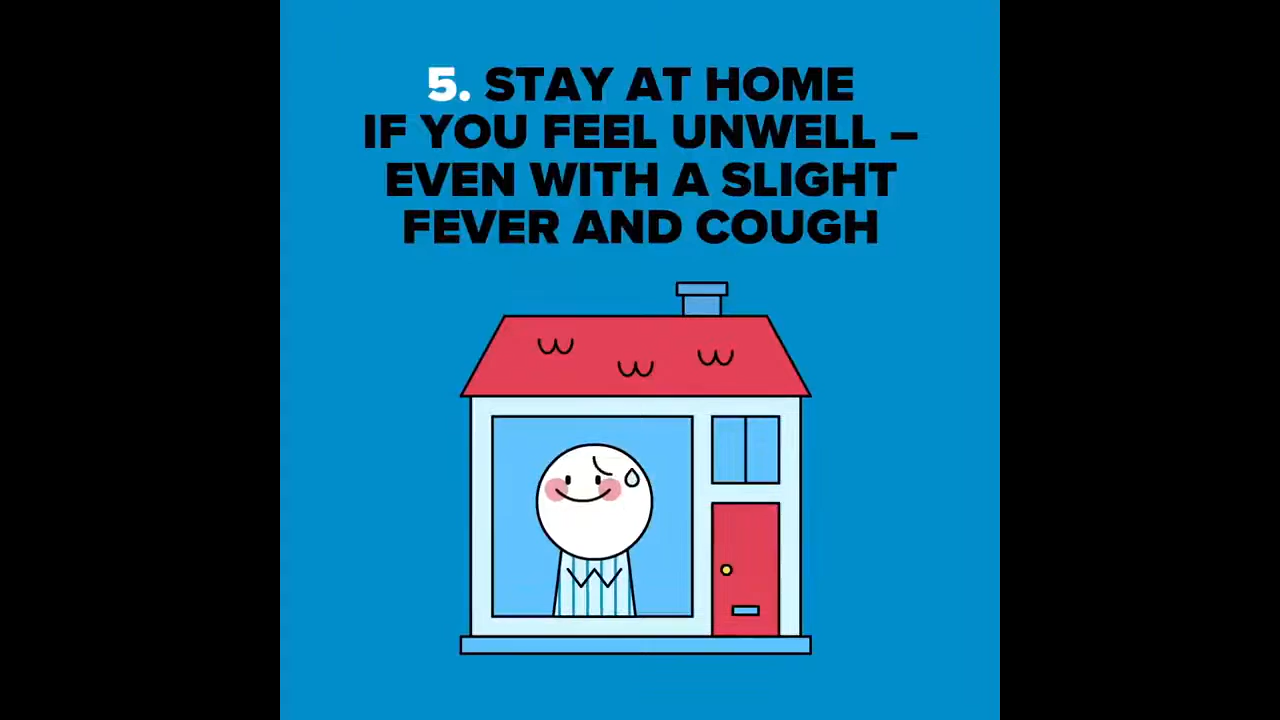 5. STAY AT HOME
IF YOU FEEL UNWELL –
EVEN WITH A SLIGHT
FEVER AND COUGH